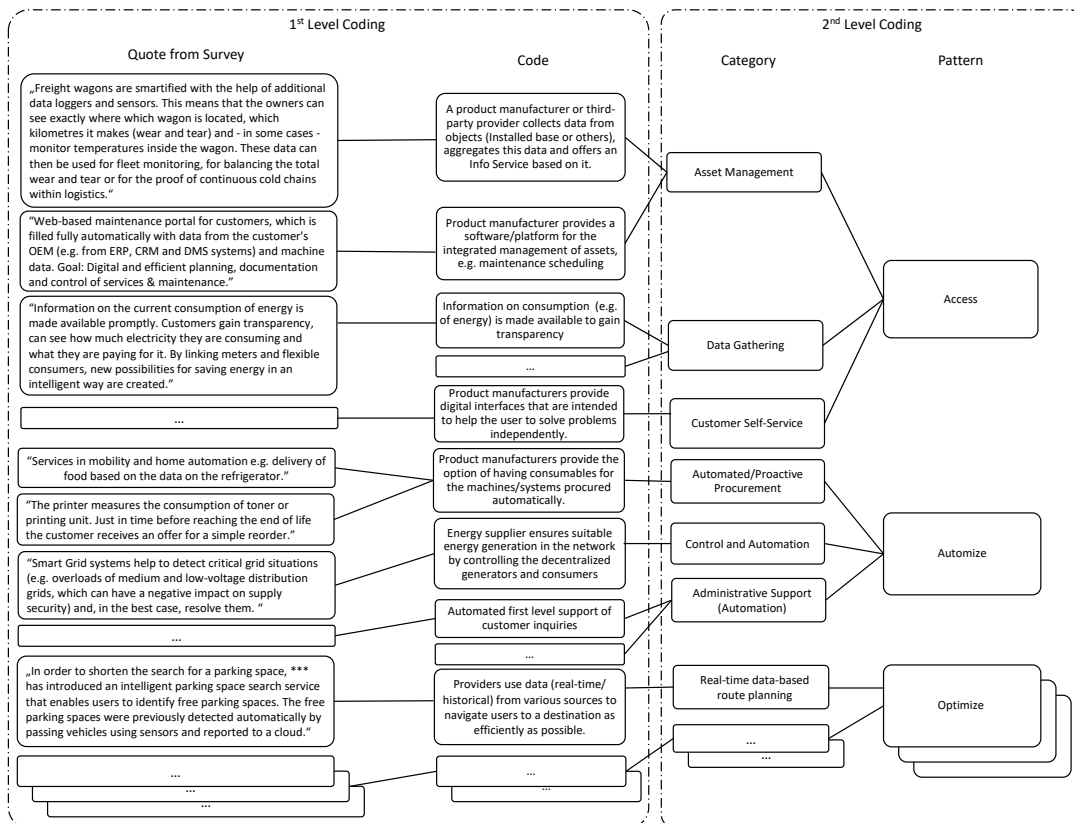 1st Level Coding
2nd Level Coding
Quote from Survey
Code
Category
Pattern
„Freight wagons are smartified with the help of additional
data loggers and sensors. This means that the owners can
see exactly where which wagon is located, which
kilometres it makes (wear and tear) and - in some cases -
monitor temperatures inside the wagon. These data can
then be used for fleet monitoring, for balancing the total
wear and tear or for the proof of continuous cold chains
within logistics.“
A product manufacturer or third-
party provider collects data from
objects (Installed base or others),
aggregates this data and offers an
Info Service based on it.
Asset Management
“Web-based maintenance portal for customers, which is
filled fully automatically with data from the customer's
OEM (e.g. from ERP, CRM and DMS systems) and machine
data. Goal: Digital and efficient planning, documentation
and control of services & maintenance.”
Product manufacturer provides a
software/platform for the
integrated management of assets,
e.g. maintenance scheduling
Access
“Information on the current consumption of energy is
made available promptly. Customers gain transparency,
can see how much electricity they are consuming and
what they are paying for it. By linking meters and flexible
consumers, new possibilities for saving energy in an
intelligent way are created.”
Information on consumption (e.g.
of energy) is made available to gain
transparency
...
Data Gathering
...
Product manufacturers provide
digital interfaces that are intended
to help the user to solve problems
independently.
Customer Self-Service
“Services in mobility and home automation e.g. delivery of
food based on the data on the refrigerator.”
Product manufacturers provide the
option of having consumables for
the machines/systems procured
automatically.
Automated/Proactive
Procurement
“The printer measures the consumption of toner or
printing unit. Just in time before reaching the end of life
the customer receives an offer for a simple reorder.”
Energy supplier ensures suitable
energy generation in the network
by controlling the decentralized
generators and consumers
Control and Automation
Automize
“Smart Grid systems help to detect critical grid situations
(e.g. overloads of medium and low-voltage distribution
grids, which can have a negative impact on supply
security) and, in the best case, resolve them. “
Administrative Support
(Automation)
...
Automated first level support of
customer inquiries
...
„In order to shorten the search for a parking space, ***
has introduced an intelligent parking space search service
that enables users to identify free parking spaces. The free
parking spaces were previously detected automatically by
passing vehicles using sensors and reported to a cloud.“
Providers use data (real-time/
historical) from various sources to
navigate users to a destination as
efficiently as possible.
Real-time data-based
route planning
Optimize
...
...
...
...
...
...
...